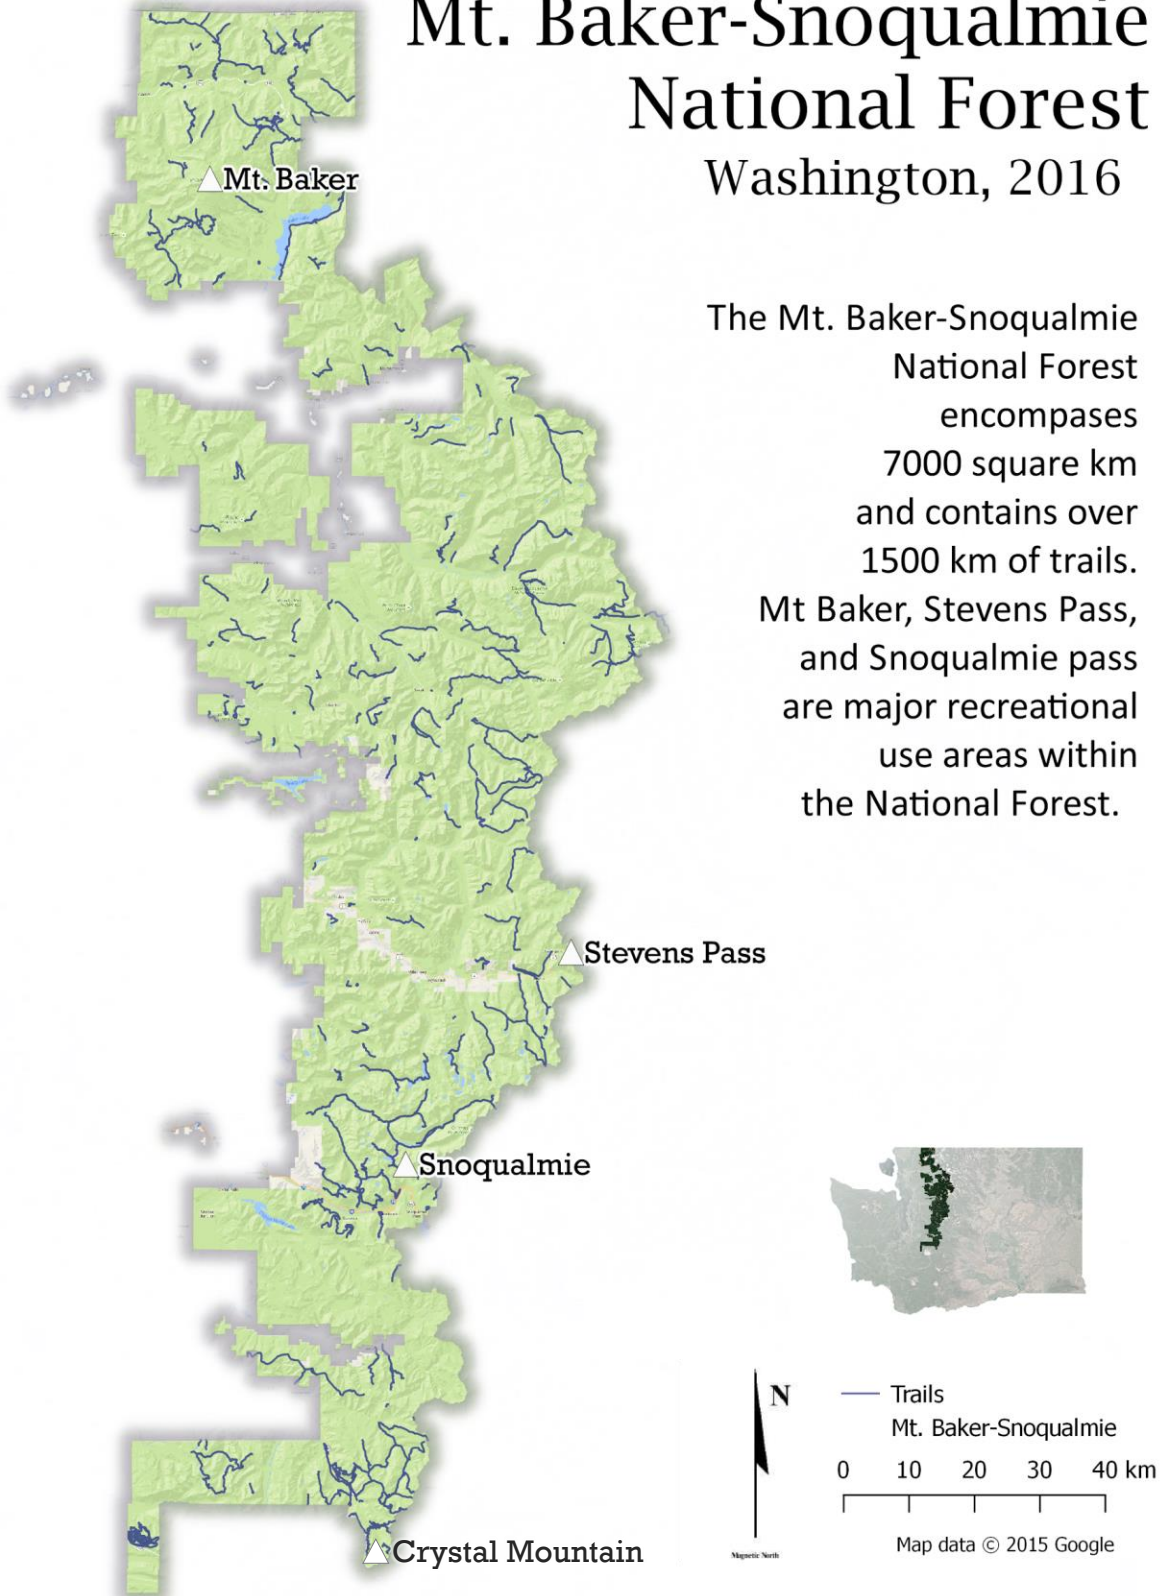 Mt. Baker-Snoqualmie
National Forest
Washington, 2016
Mt. Baker
The Mt. Baker-Snoqualmie
National Forest
encompases
7000 square km
and contains over
1500 km of trails.
Mt Baker, Stevens Pass,
and Snoqualmie pass
are major recreational
use areas within
the National Forest.
Stevens Pass
Snoqualmie
Crystal Mountain
N
Magnetic North
Trails
Mt. Baker-Snoqualmie
0 10 20 30 40 km
Map data © 2015 Google